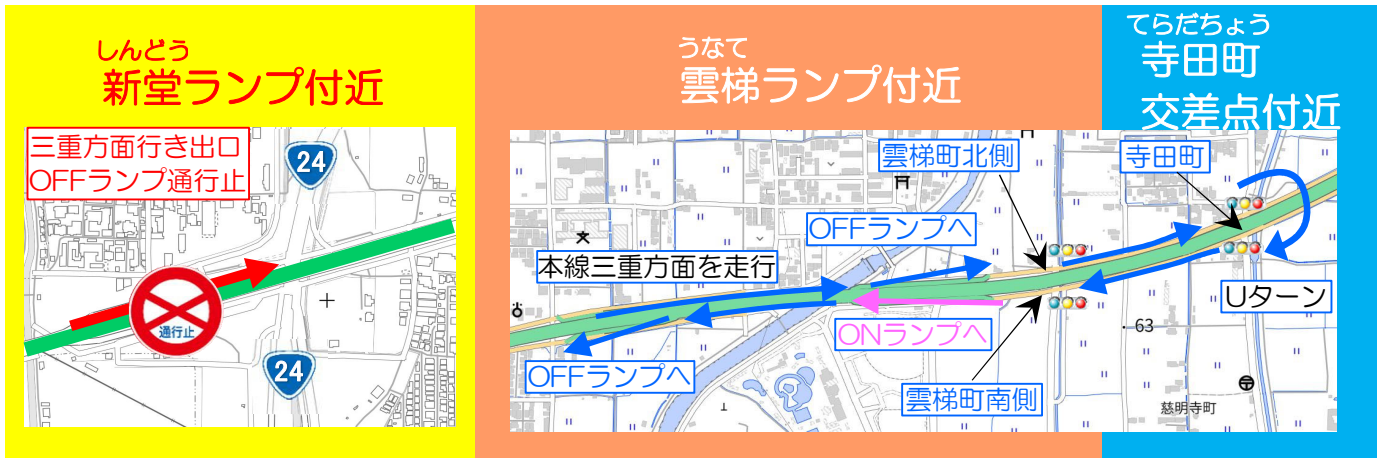 しんどう
新堂ランプ付近
三重方面行き出口
OFFランプ通行止
24
通行止
24
うなて
雲梯ランプ付近
雲梯町北側
OFFランプへ
本線三重方面を走行
ONランプへ
OFFランプへ
雲梯町南側
てらだちょう
寺田町
交差点付近
寺田町
Uターン
63
慈明寺町